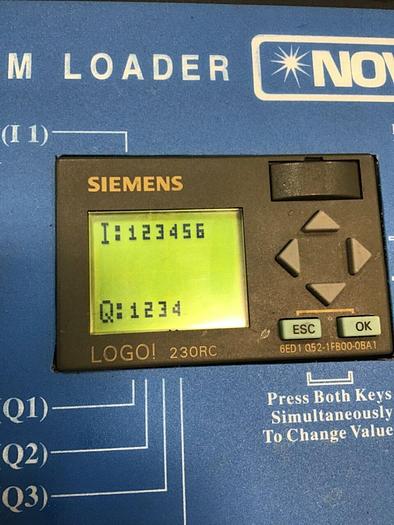 M LOADER
NOV
(I 1)
SIEMENS
I:123456
Q:1234
ESC
OK
LOGO! 230RC
6ED1 052-1FB00-0BA1
(Q1)
(Q2)
(Q3)
Press Both Keys
Simultaneously
To Change Value